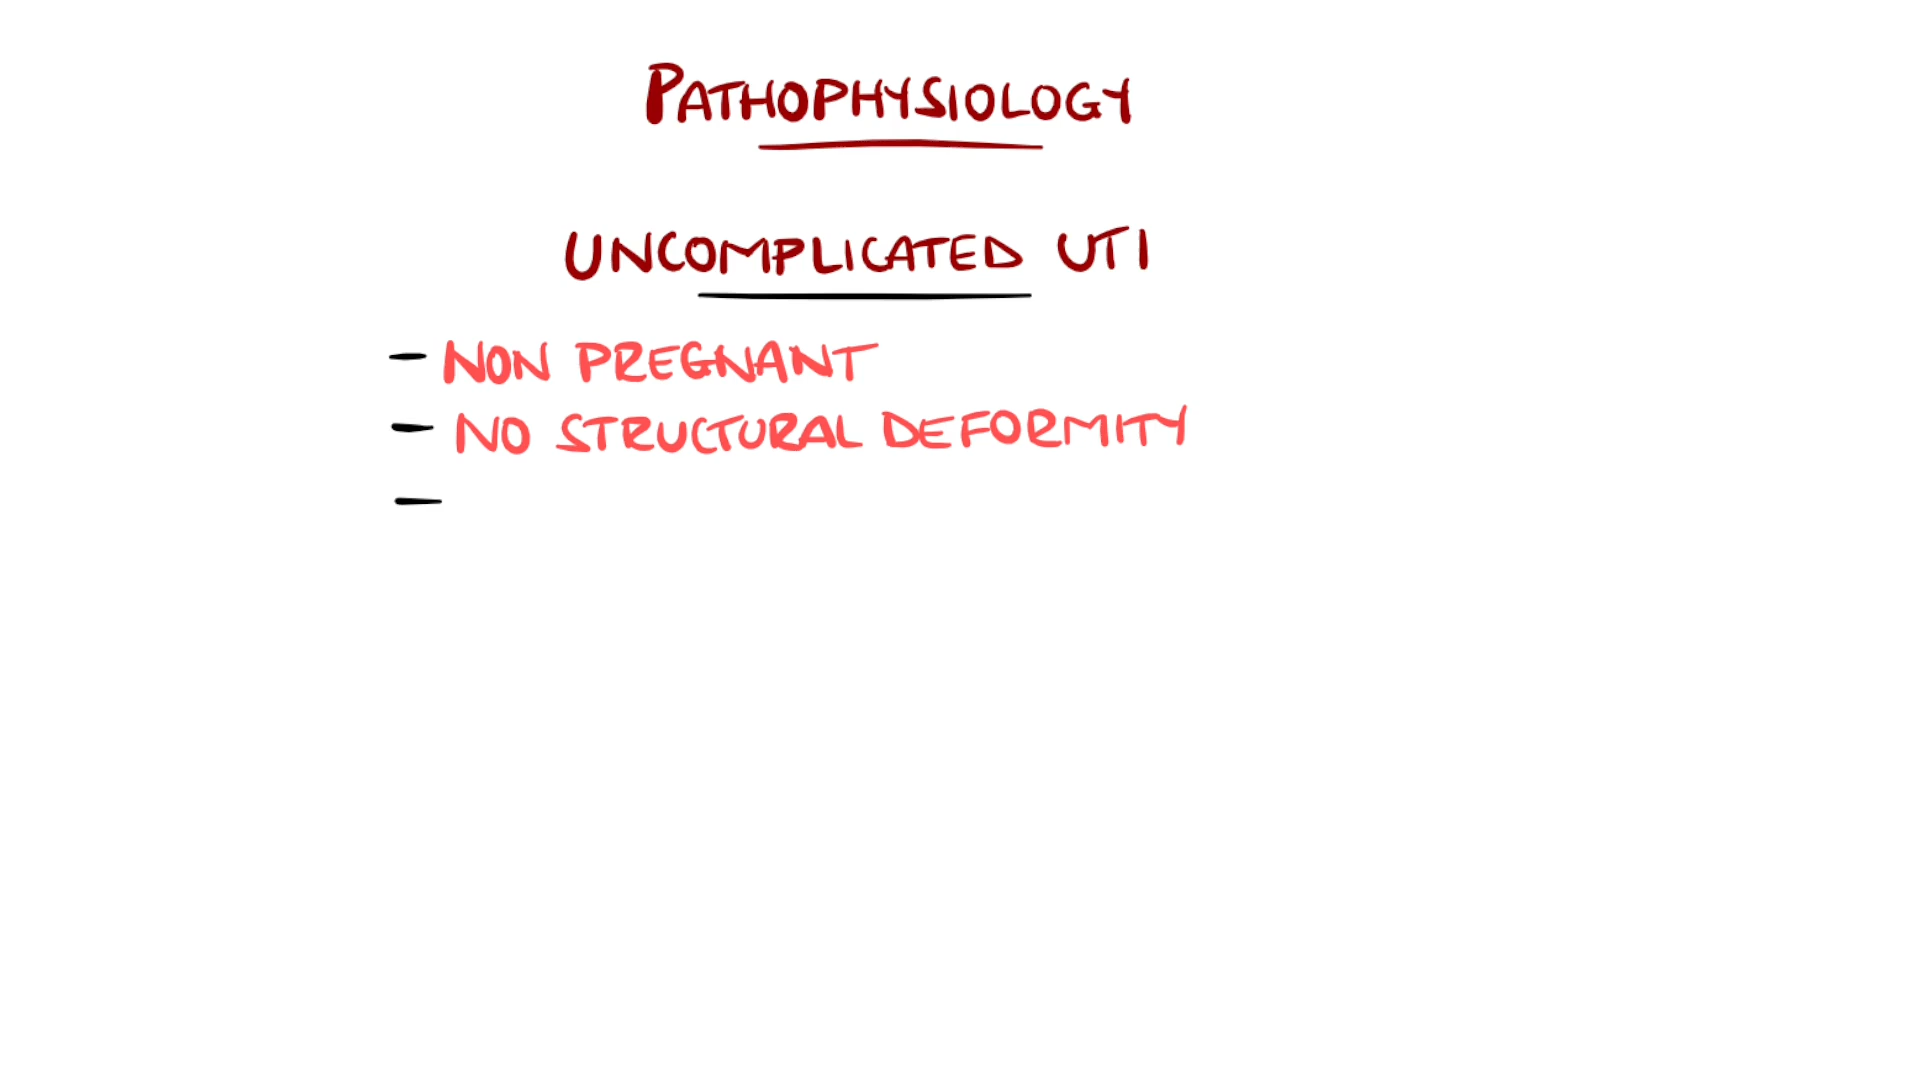 PATHOPHYSIOLOGY
UNCOMPLICATED UTI
- NON PREGNANT
- NO STRUCTURAL DEFORMITY
-